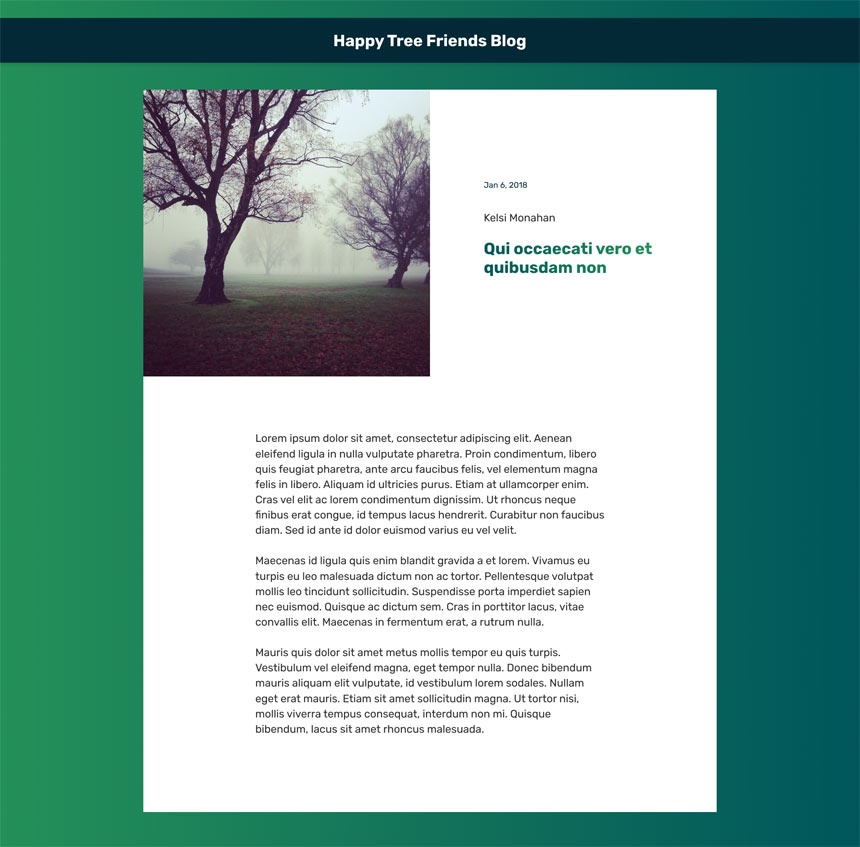 Happy Tree Friends Blog
Jan 6, 2018
Kelsi Monahan
Qui occaecati vero et
quibusdam non
Lorem ipsum dolor sit amet, consectetur adipiscing elit. Aenean
eleifend ligula in nulla vulputate pharetra. Proin condimentum, libero
quis feugiat pharetra, ante arcu faucibus felis, vel elementum magna
felis in libero. Aliquam id ultricies purus. Etiam at ullamcorper enim.
Cras vel elit ac lorem condimentum dignissim. Ut rhoncus neque
finibus erat congue, id tempus lacus hendrerit. Curabitur non faucibus
diam. Sed id ante id dolor euismod varius eu vel velit.
Maecenas id ligula quis enim blandit gravida a et lorem. Vivamus eu
turpis eu leo malesuada dictum non ac tortor. Pellentesque volutpat
mollis leo tincidunt sollicitudin. Suspendisse porta imperdiet sapien
nec euismod. Quisque ac dictum sem. Cras in porttitor lacus, vitae
convallis elit. Maecenas in fermentum erat, a rutrum nulla.
Mauris quis dolor sit amet metus mollis tempor eu quis turpis.
Vestibulum vel eleifend magna, eget tempor nulla. Donec bibendum
mauris aliquam elit vulputate, id vestibulum lorem sodales. Nullam
eget erat mauris. Etiam sit amet sollicitudin magna. Ut tortor nisi,
mollis viverra tempus consequat, interdum non mi. Quisque
bibendum, lacus sit amet rhoncus malesuada.